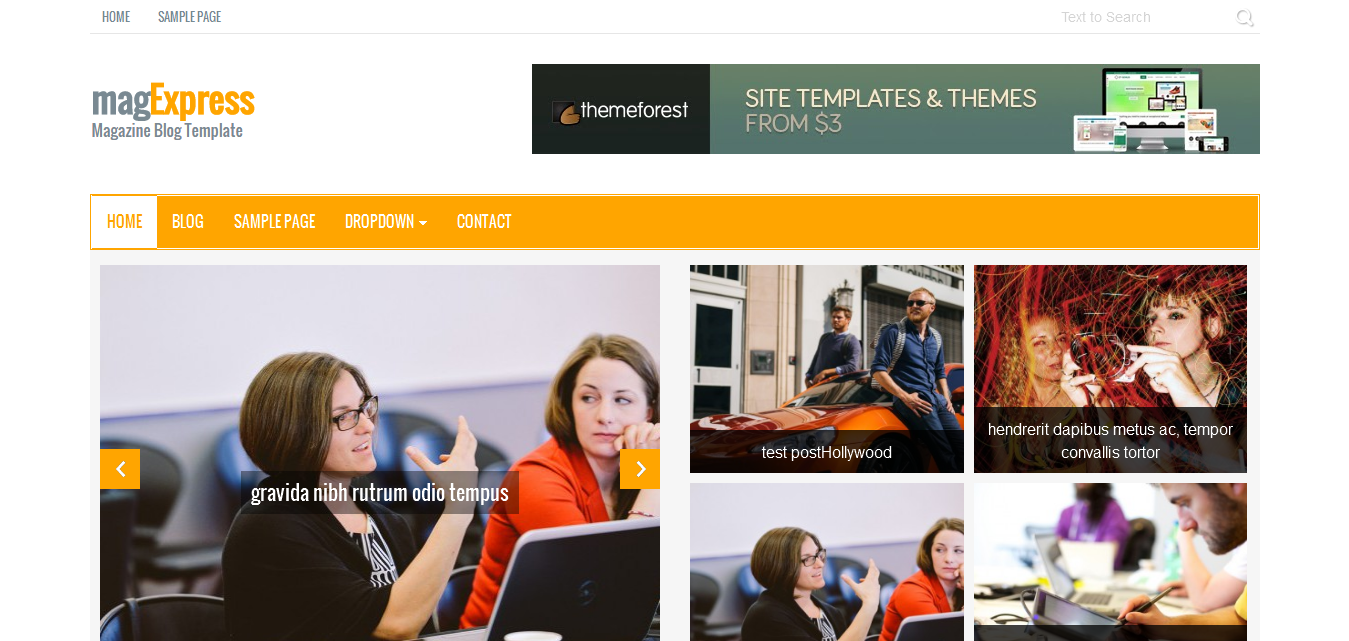 HOME SAMPLE PAGE Text to Search
magExpress
Magazine Blog Template
themeforest
SITE TEMPLATES & THEMES
FROM $3
HOME BLOG SAMPLE PAGE DROPDOWN CONTACT
gravida nibh rutrum odio tempus
test postHollywood
hendrerit dapibus metus ac, tempor
convallis tortor